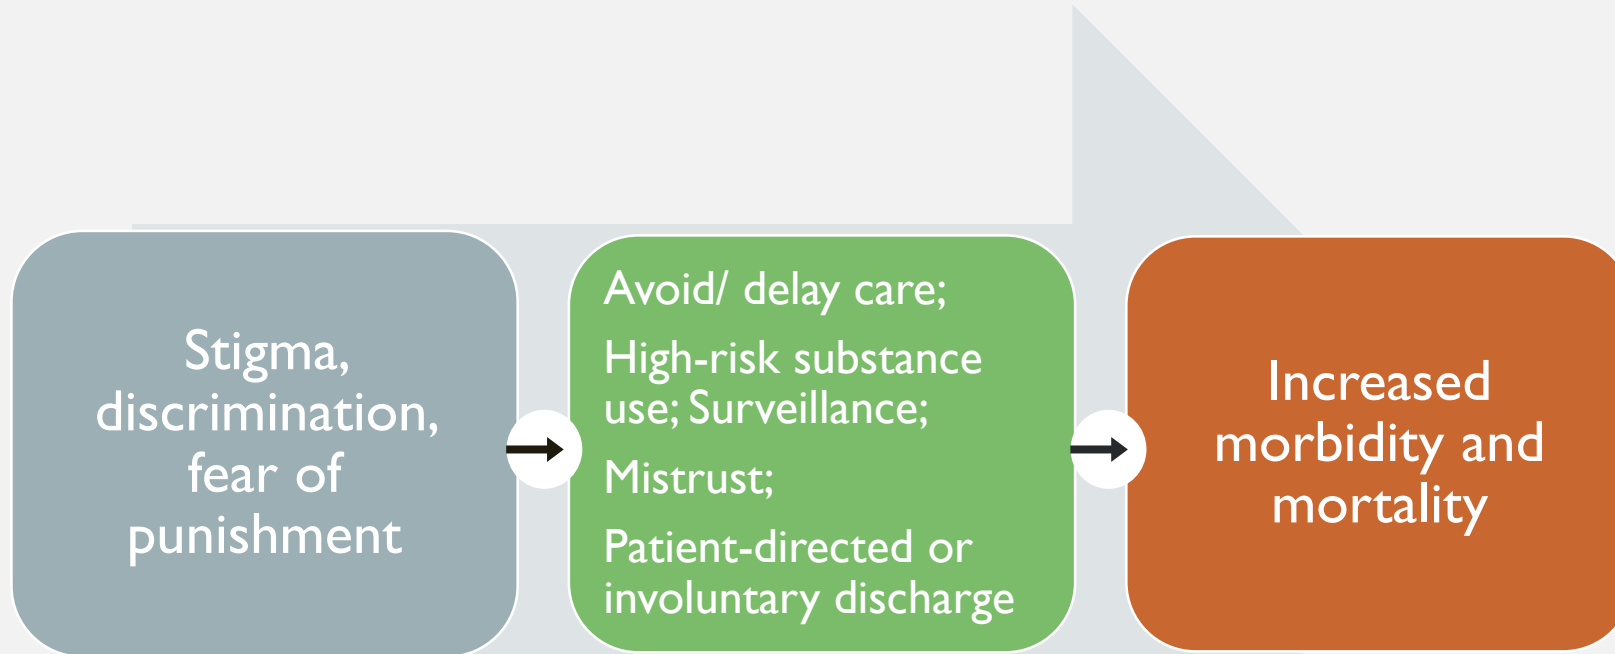 Stigma,
discrimination,
fear of
punishment
Avoid/ delay care;
High-risk substance
use; Surveillance;
Mistrust;
Patient-directed or
involuntary discharge
Increased
morbidity and
mortality